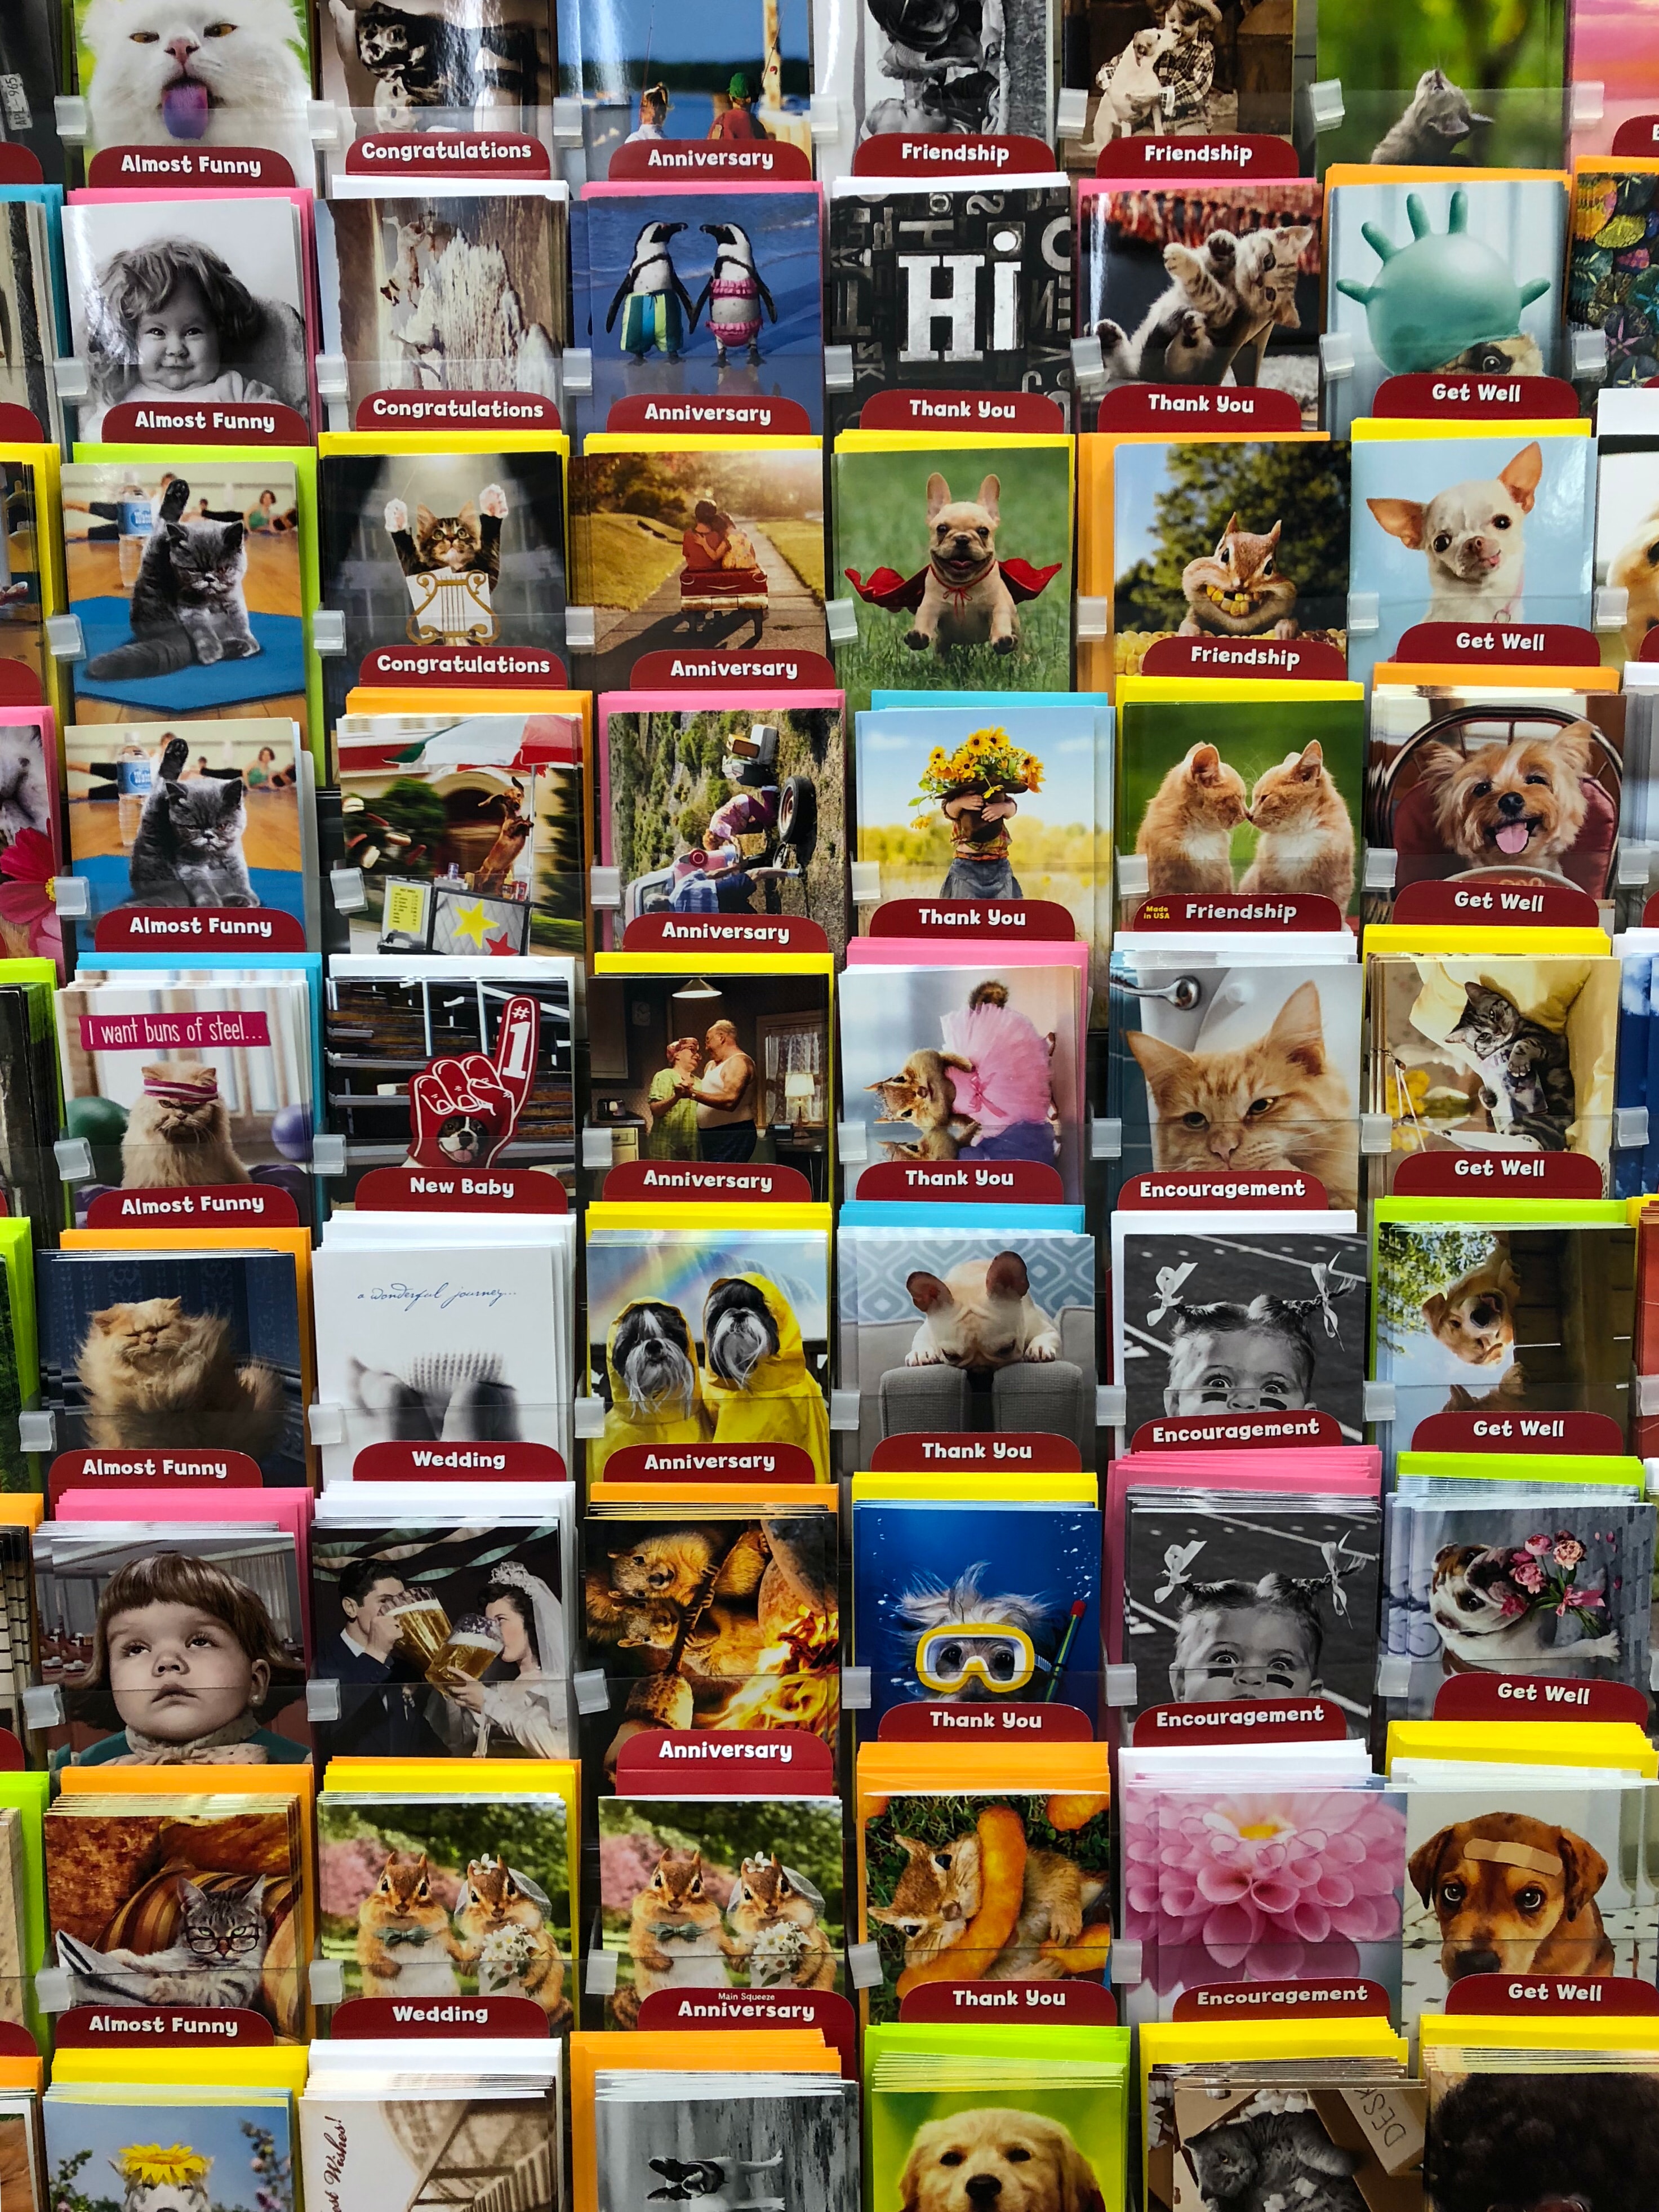 Almost Funny
Congratulations
Anniversary
Friendship
Friendship
Hi
Almost Funny
Congratulations
Anniversary
Thank You
Thank You
Get Well
Congratulations
Anniversary
Friendship
Get Well
Almost Funny
Anniversary
Thank You
Made
in USA
Friendship
Get Well
I want buns of steel...
#1
Almost Funny
New Baby
Anniversary
Thank You
Encouragement
Get Well
a wonderful journey...
Almost Funny
Wedding
Anniversary
Thank You
Encouragement
Get Well
Anniversary
Thank You
Encouragement
Get Well
Almost Funny
Wedding
Main Squeeze
Anniversary
Thank You
Encouragement
Get Well
Wishes!
DESK